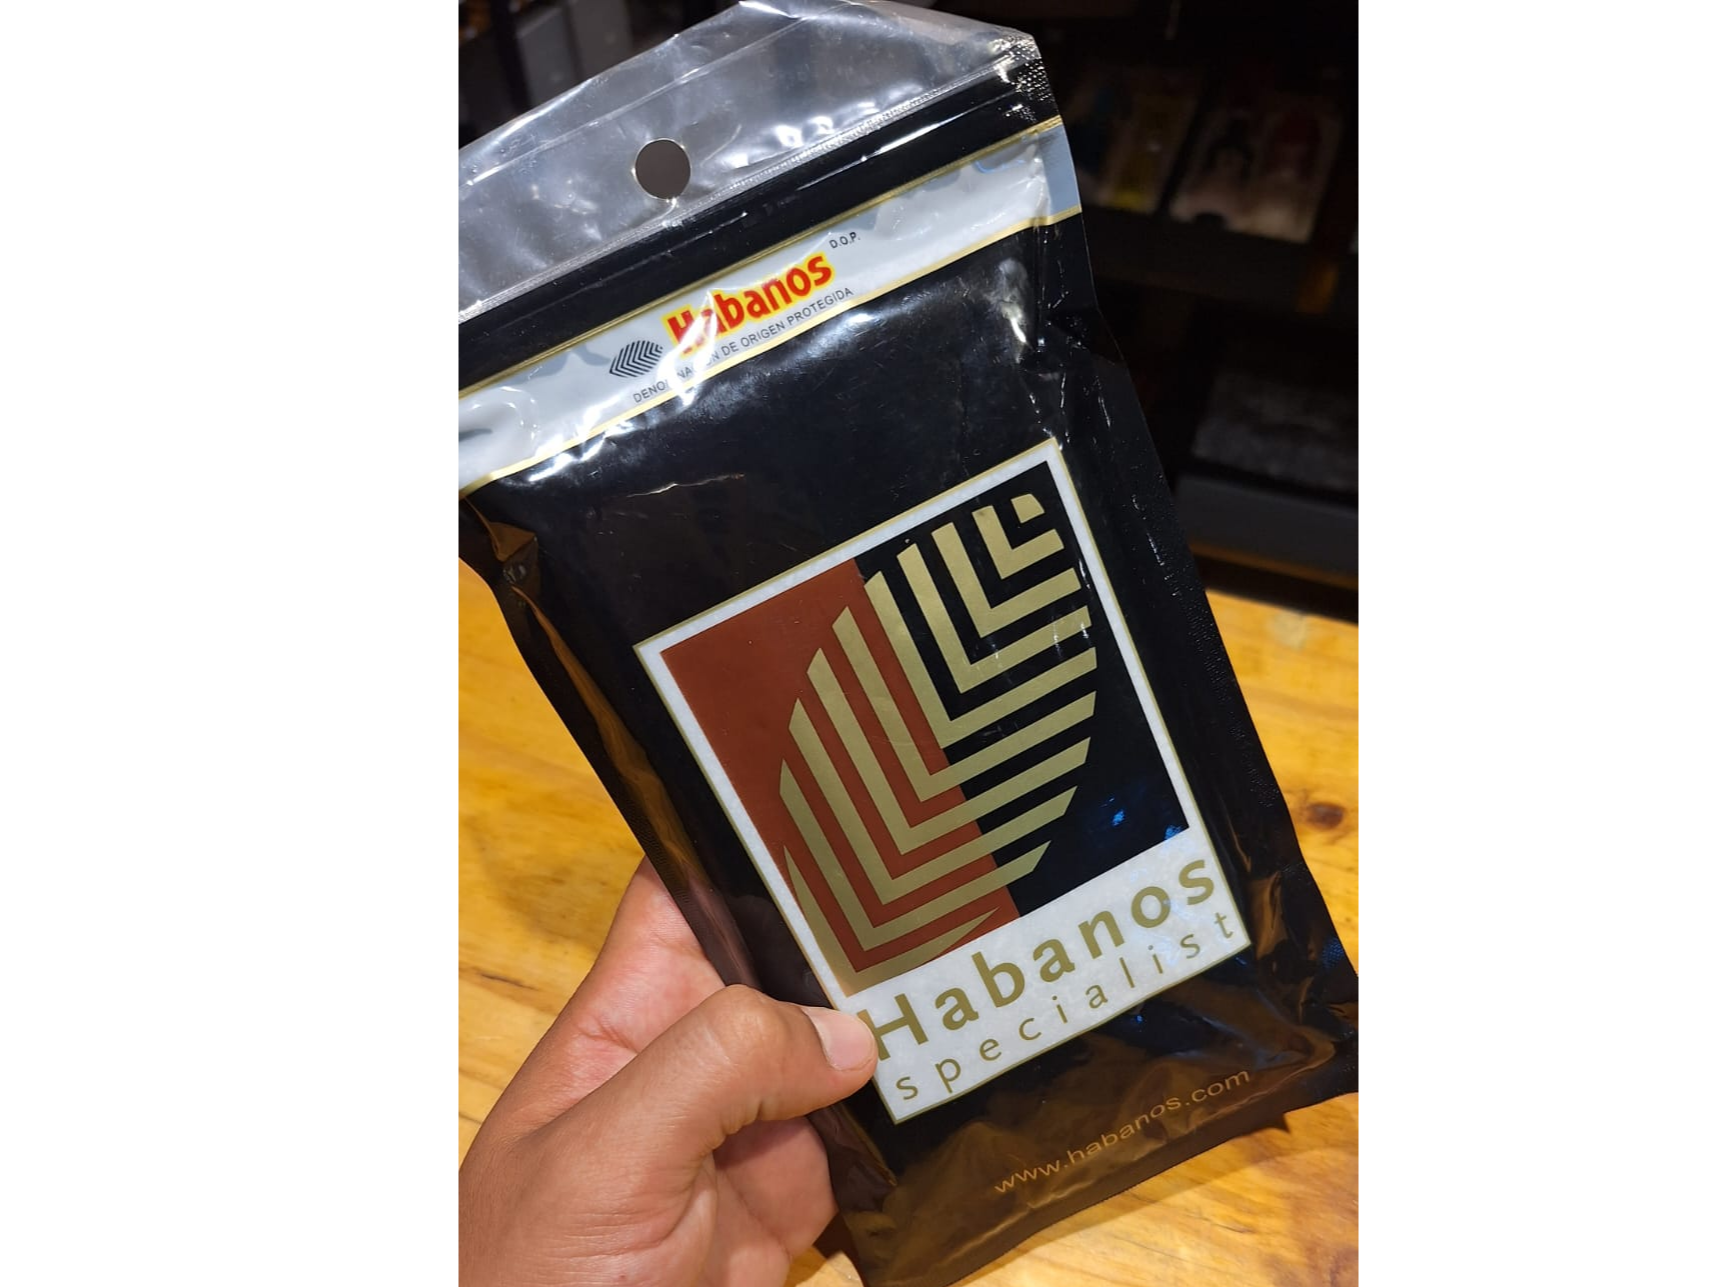 Habanos D.O.P.
DENOMINACIÓN DE ORIGEN PROTEGIDA
Habanos
specialist
www.habanos.com